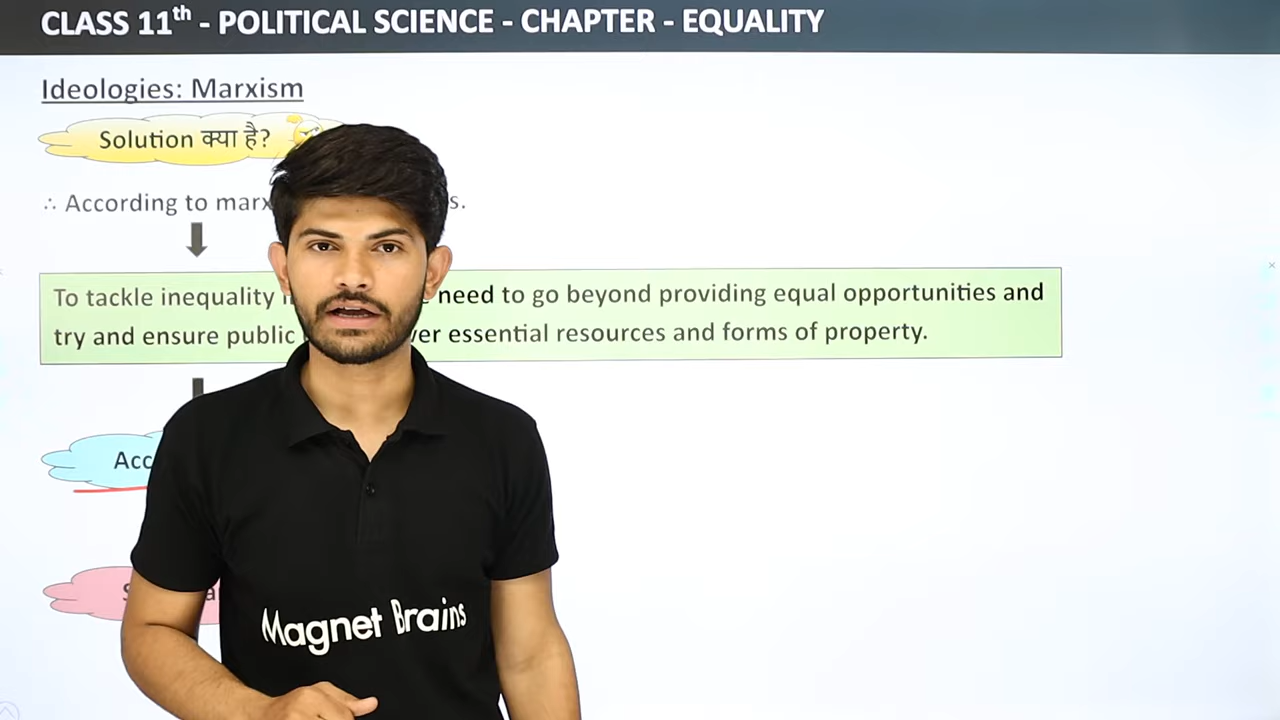 CLASS 11th - POLITICAL SCIENCE - CHAPTER - EQUALITY
Ideologies: Marxism
Solution क्या है?
∴ According to marx s.
To tackle inequality need to go beyond providing equal opportunities and
try and ensure public ver essential resources and forms of property.
Acc
Magnet Brains